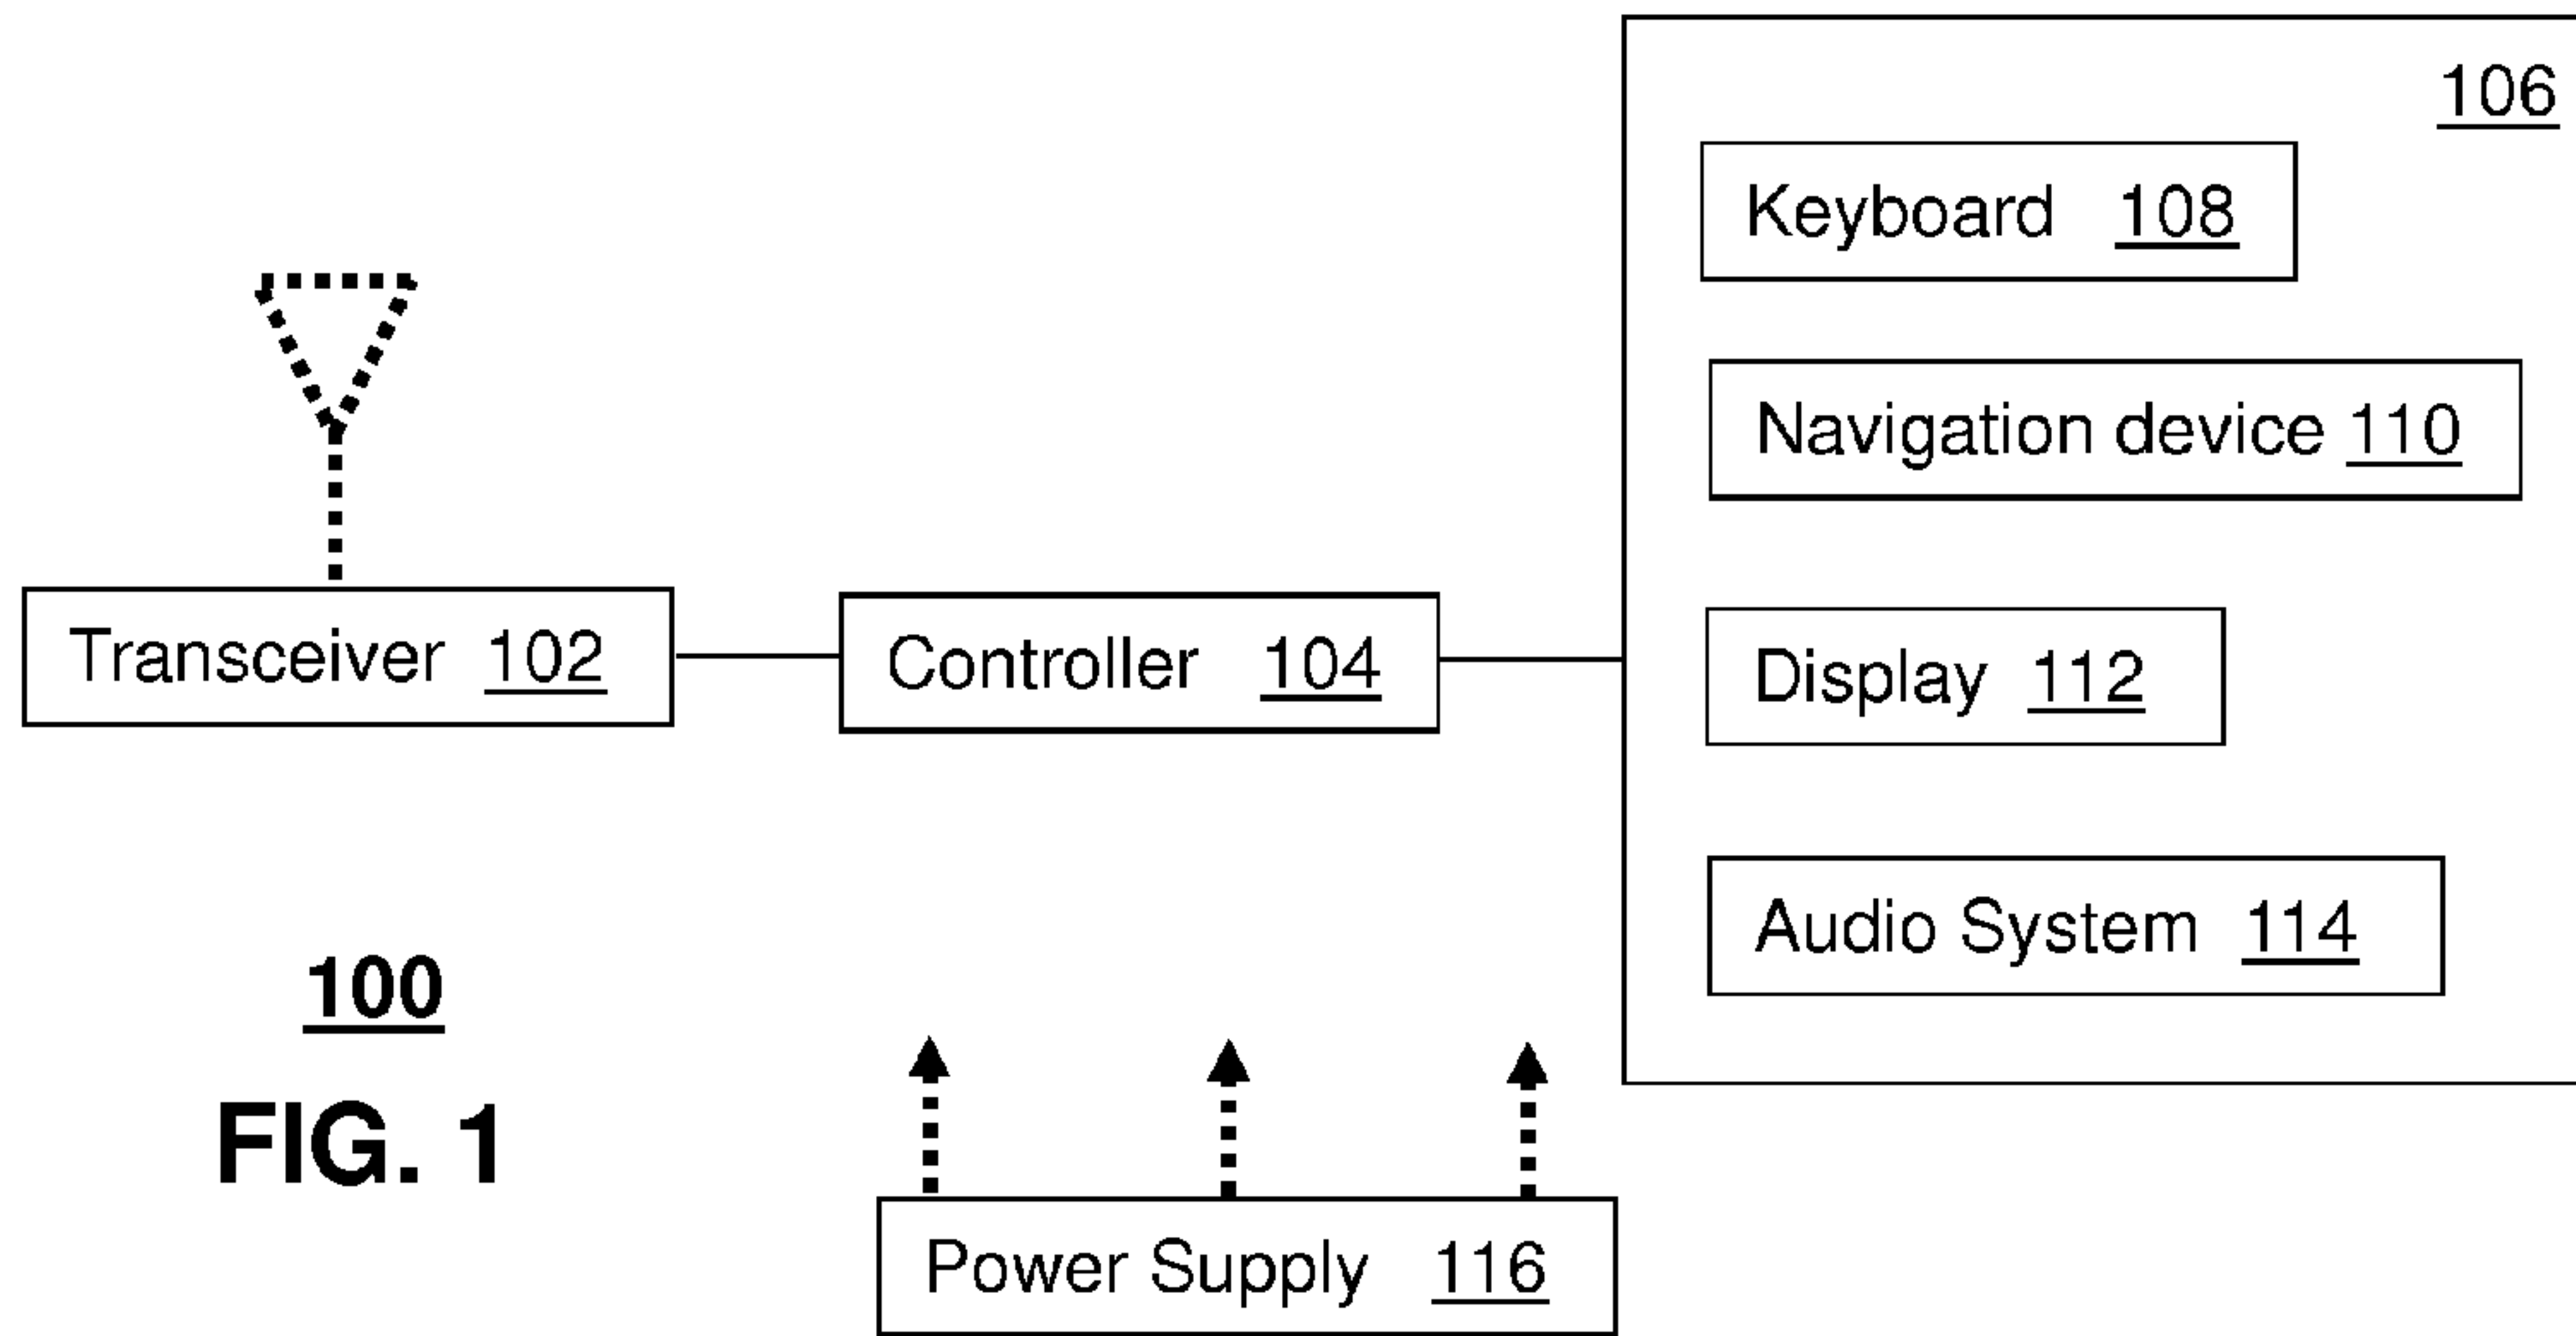 106
Keyboard 108
Navigation device 110
Transceiver 102
Controller 104
Display 112
Audio System 114
100
FIG. 1
Power Supply 116